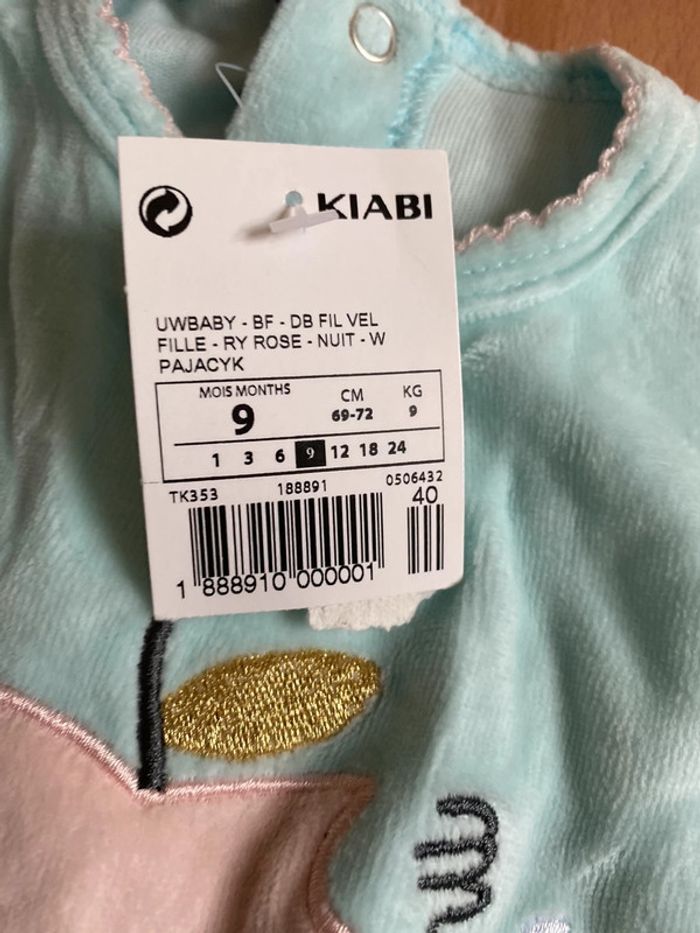 KIABI
UWBABY - BF - DB FIL VEL
FILLE - RY ROSE - NUIT - W
PAJACYK
MOIS MONTHS CM KG
9 69-72 9
1 3 6 9 12 18 24
TK353 188891 0506432
40
1 888910 000001